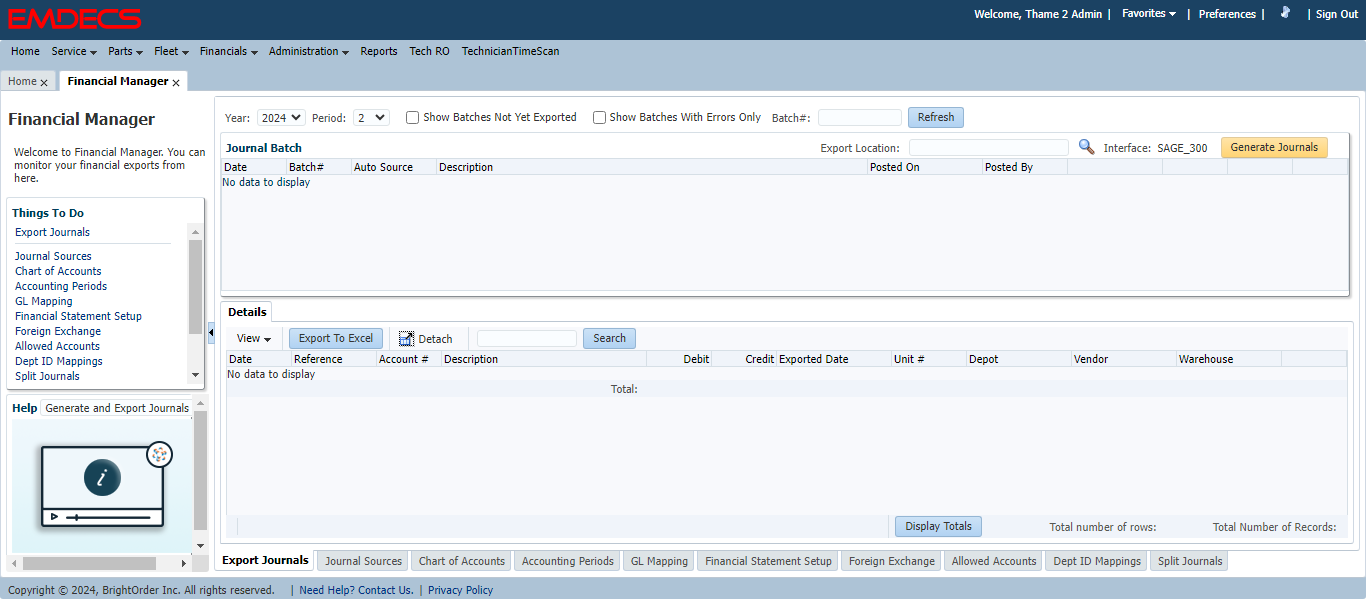 EMDECS
Welcome, Thame 2 Admin | Favorites | Preferences | | Sign Out
Home Service Parts Fleet Financials Administration Reports Tech RO TechnicianTimeScan
Home x Financial Manager x
Financial Manager
Welcome to Financial Manager. You can
monitor your financial exports from
here.
Things To Do
Export Journals
Journal Sources
Chart of Accounts
Accounting Periods
GL Mapping
Financial Statement Setup
Foreign Exchange
Allowed Accounts
Dept ID Mappings
Split Journals
Help Generate and Export Journals
i
Year: 2024 Period: 2 Show Batches Not Yet Exported Show Batches With Errors Only Batch#: Refresh
Journal Batch Export Location: Interface: SAGE_300 Generate Journals
Date Batch# Auto Source Description Posted On Posted By
No data to display
Details
View Export To Excel Detach Search
Date Reference Account # Description Debit Credit Exported Date Unit # Depot Vendor Warehouse
No data to display
Total:
Display Totals Total number of rows: Total Number of Records:
Export Journals Journal Sources Chart of Accounts Accounting Periods GL Mapping Financial Statement Setup Foreign Exchange Allowed Accounts Dept ID Mappings Split Journals
Copyright © 2024, BrightOrder Inc. All rights reserved. | Need Help? Contact Us. | Privacy Policy